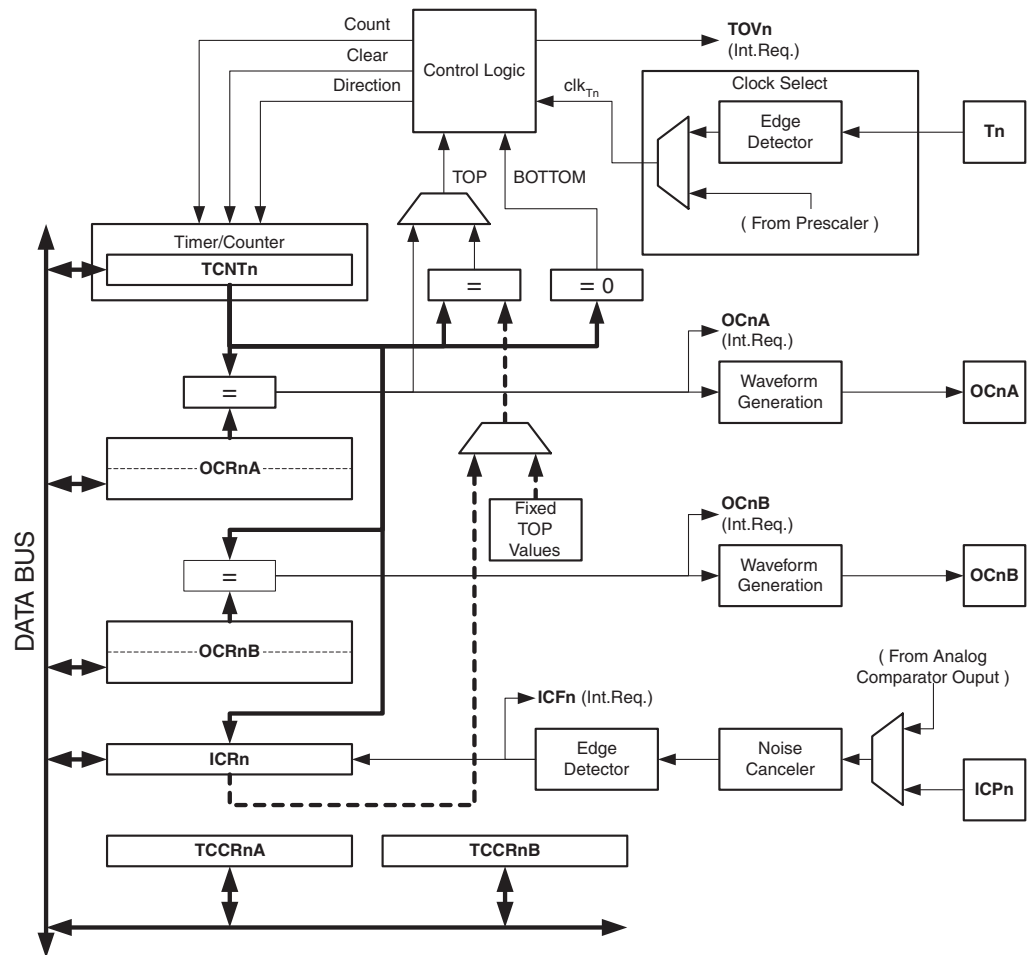 Count
Clear
Direction
Control Logic
TOVn
(Int.Req.)
clkTn
Clock Select
Edge
Detector
Tn
( From Prescaler )
TOP
BOTTOM
Timer/Counter
TCNTn
=
= 0
OCnA
(Int.Req.)
=
Waveform
Generation
OCnA
OCRnA
Fixed
TOP
Values
OCnB
(Int.Req.)
=
Waveform
Generation
OCnB
DATA BUS
OCRnB
( From Analog
Comparator Ouput )
ICFn (Int.Req.)
ICRn
Edge
Detector
Noise
Canceler
ICPn
TCCRnA
TCCRnB